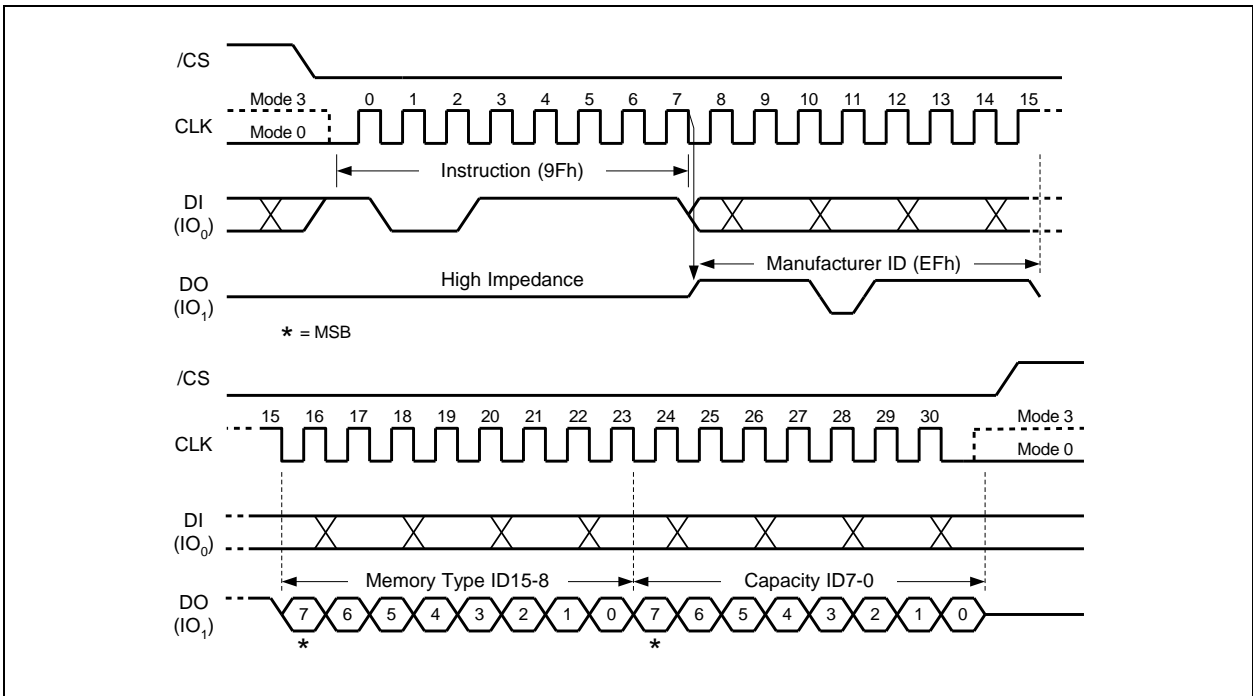 /CS
Mode 3 0 1 2 3 4 5 6 7 8 9 10 11 12 13 14 15
CLK
Mode 0
Instruction (9Fh)
DI
(IO0)
Manufacturer ID (EFh)
High Impedance
DO
(IO1)
* = MSB
/CS
15 16 17 18 19 20 21 22 23 24 25 26 27 28 29 30 Mode 3
CLK
Mode 0
DI
(IO0)
Memory Type ID15-8 Capacity ID7-0
DO
(IO1)
7 6 5 4 3 2 1 0 7 6 5 4 3 2 1 0
* *